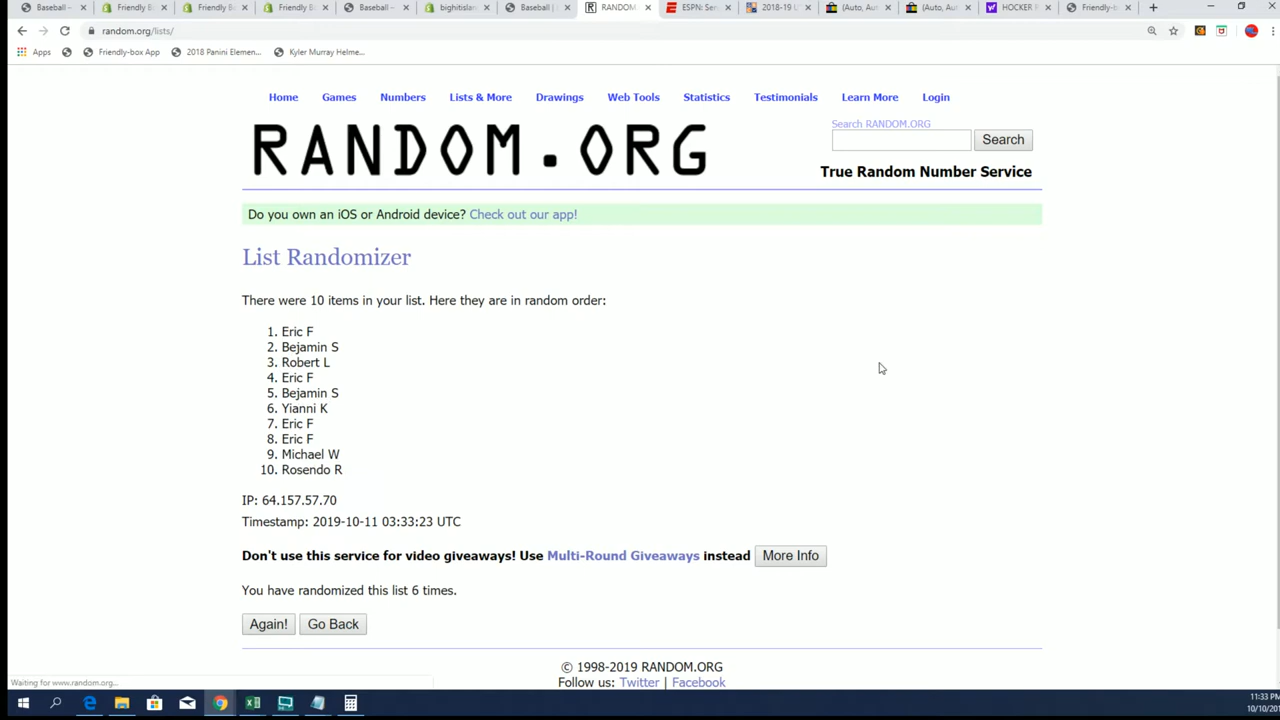 Baseball –
Friendly B
Friendly Bo
Friendly Bo
Baseball –
bighitislan
Baseball |
RANDOM
ESPN: Ser
2018-19 U
(Auto, Au
(Auto, Au
HOCKER F
Friendly-b
random.org/lists/
Apps
Friendly-box App
2018 Panini Elemen...
Kyler Murray Helme...
Home Games Numbers Lists & More Drawings Web Tools Statistics Testimonials Learn More Login
RANDOM.ORG
Search RANDOM.ORG
Search
True Random Number Service
Do you own an iOS or Android device? Check out our app!
List Randomizer
There were 10 items in your list. Here they are in random order:
1. Eric F
2. Bejamin S
3. Robert L
4. Eric F
5. Bejamin S
6. Yianni K
7. Eric F
8. Eric F
9. Michael W
10. Rosendo R
IP: 64.157.57.70
Timestamp: 2019-10-11 03:33:23 UTC
Don't use this service for video giveaways! Use Multi-Round Giveaways instead More Info
You have randomized this list 6 times.
Again! Go Back
© 1998-2019 RANDOM.ORG
Follow us: Twitter | Facebook
Waiting for www.random.org...
11:33 P
10/10/20